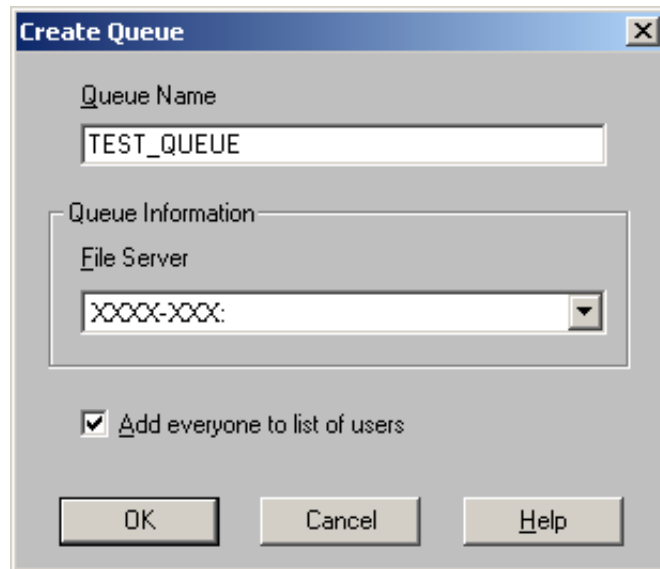 Create Queue
Queue Name
TEST_QUEUE
Queue Information
File Server
XXXX-XXX:
Add everyone to list of users
OK Cancel Help